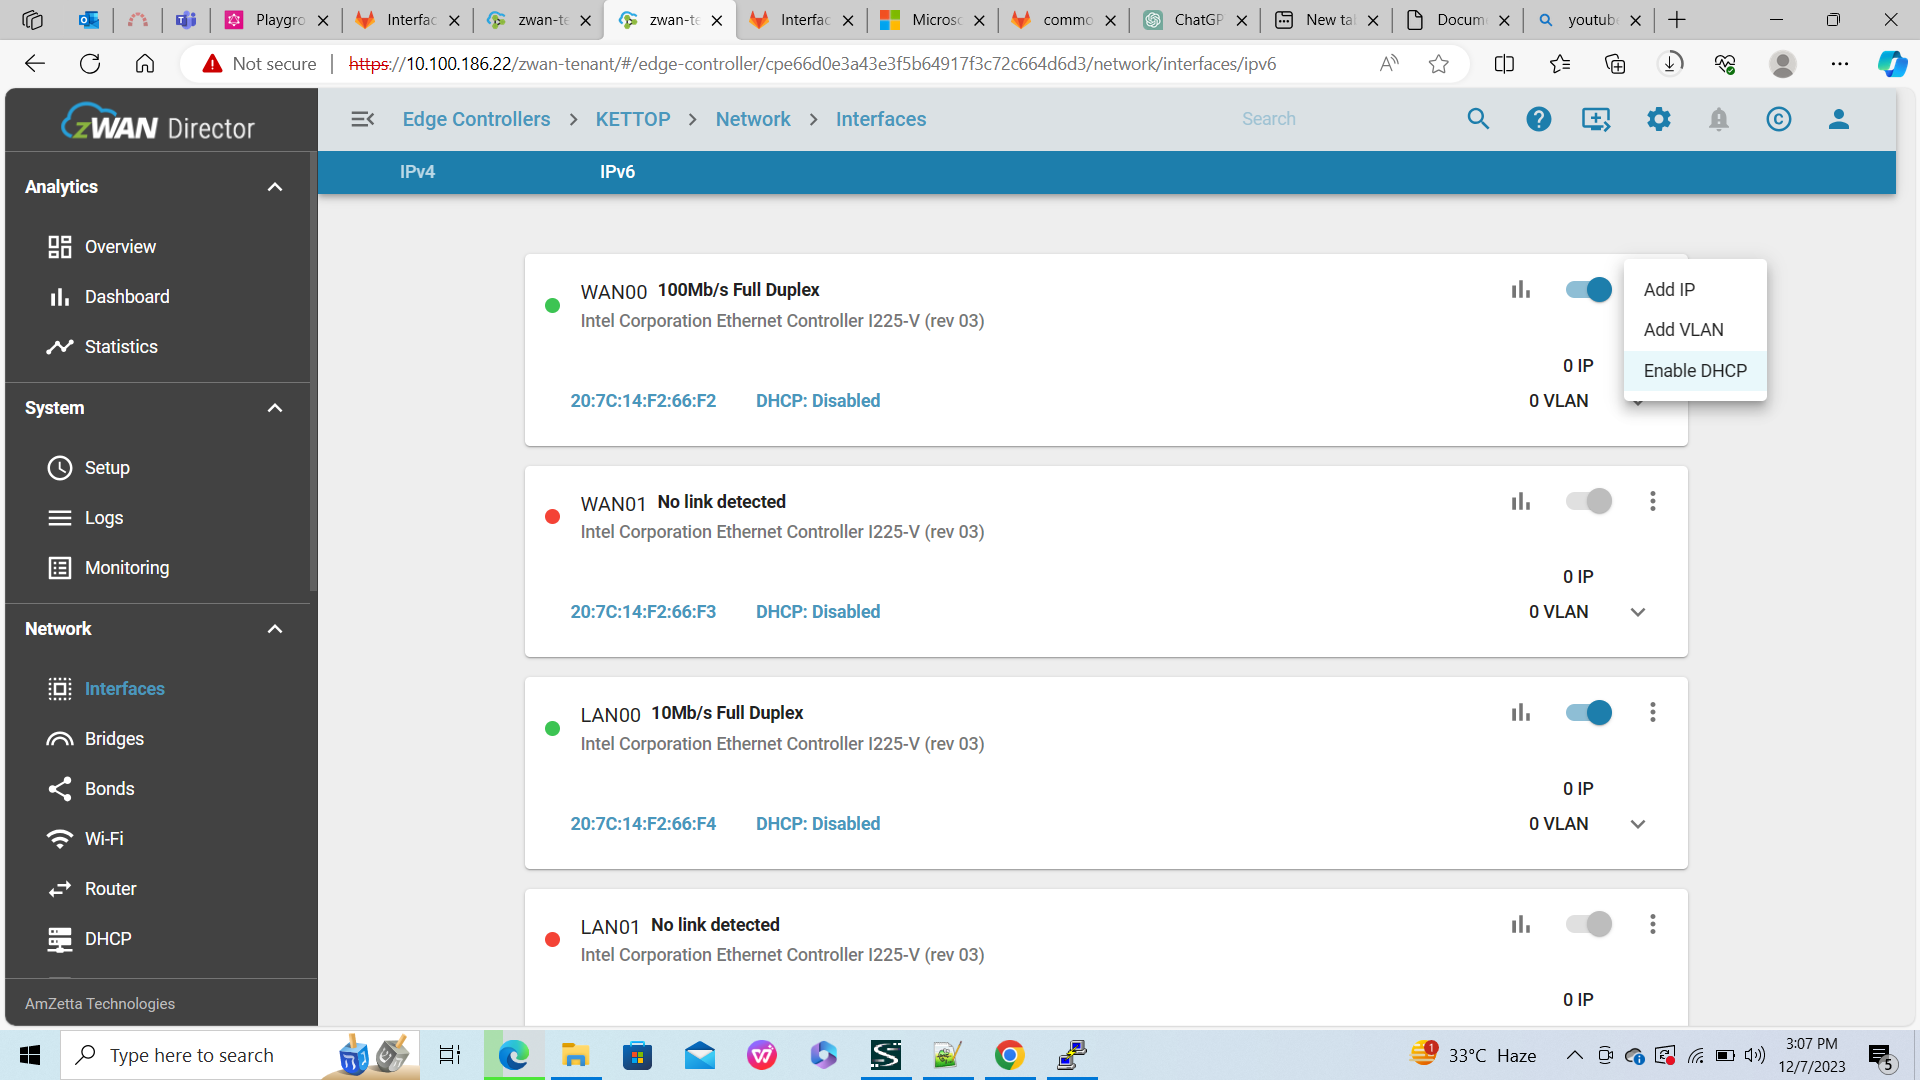 Playgro
Interfac
zwan-te
zwan-te
Interfac
Microso
commo
ChatGP
New tab
Docum
youtube
Not secure
https://10.100.186.22/zwan-tenant/#/edge-controller/cpe66d0e3a43e3f5b64917f3c72c664d6d3/network/interfaces/ipv6
zWAN Director
Edge Controllers > KETTOP > Network > Interfaces
Search
IPv4
IPv6
Analytics
Overview
Dashboard
Statistics
System
Setup
Logs
Monitoring
Network
Interfaces
Bridges
Bonds
Wi-Fi
Router
DHCP
AmZetta Technologies
WAN00 100Mb/s Full Duplex
Intel Corporation Ethernet Controller I225-V (rev 03)
0 IP
20:7C:14:F2:66:F2 DHCP: Disabled 0 VLAN
Add IP
Add VLAN
Enable DHCP
WAN01 No link detected
Intel Corporation Ethernet Controller I225-V (rev 03)
0 IP
20:7C:14:F2:66:F3 DHCP: Disabled 0 VLAN
LAN00 10Mb/s Full Duplex
Intel Corporation Ethernet Controller I225-V (rev 03)
0 IP
20:7C:14:F2:66:F4 DHCP: Disabled 0 VLAN
LAN01 No link detected
Intel Corporation Ethernet Controller I225-V (rev 03)
0 IP
Type here to search
1
33°C Haze
3:07 PM
12/7/2023
5